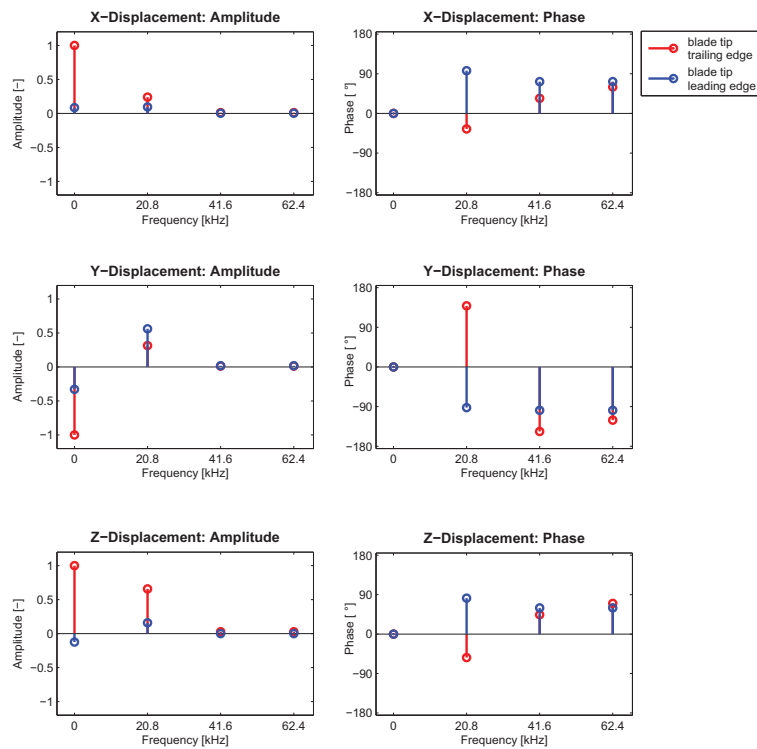 X−Displacement: Amplitude
1
0.5
0
−0.5
−1
Amplitude [−]
0 20.8 41.6 62.4
Frequency [kHz]
X−Displacement: Phase
180
90
0
−90
−180
Phase [ °]
0 20.8 41.6 62.4
Frequency [kHz]
blade tip
trailing edge
blade tip
leading edge
Y−Displacement: Amplitude
1
0.5
0
−0.5
−1
Amplitude [−]
0 20.8 41.6 62.4
Frequency [kHz]
Y−Displacement: Phase
180
90
0
−90
−180
Phase [ °]
0 20.8 41.6 62.4
Frequency [kHz]
Z−Displacement: Amplitude
1
0.5
0
−0.5
−1
Amplitude [−]
0 20.8 41.6 62.4
Frequency [kHz]
Z−Displacement: Phase
180
90
0
−90
−180
Phase [ °]
0 20.8 41.6 62.4
Frequency [kHz]